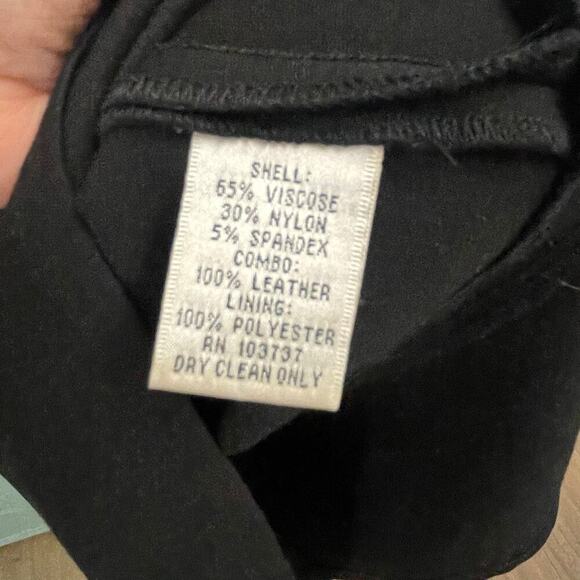 SHELL:
65% VISCOSE
30% NYLON
5% SPANDEX
COMBO:
100% LEATHER
LINING:
100% POLYESTER
RN 103737
DRY CLEAN ONLY